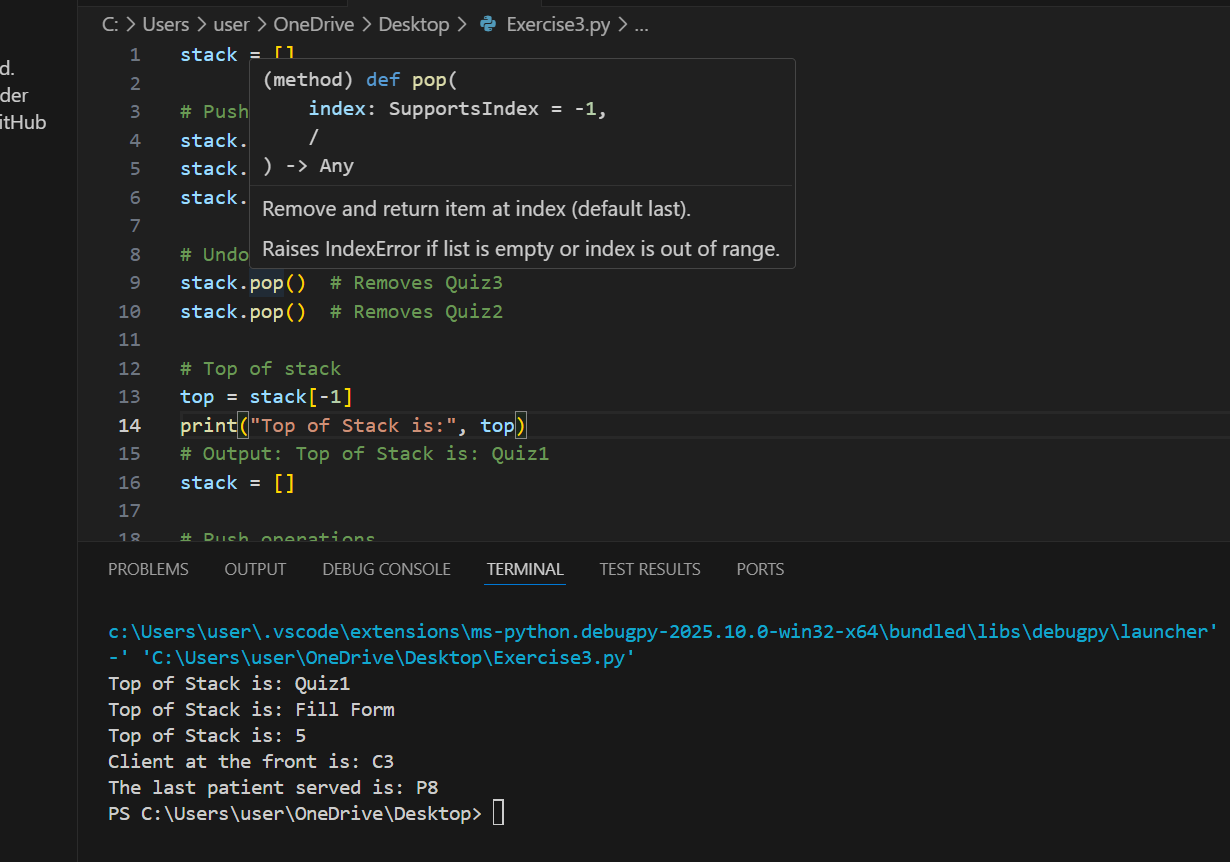 d.
der
itHub
C: > Users > user > OneDrive > Desktop > Exercise3.py > ...
1 stack = []
2
3 # Push
4 stack.
5 stack.
6 stack.
7
8 # Undo
(method) def pop(
index: SupportsIndex = -1,
/
) -> Any
Remove and return item at index (default last).
Raises IndexError if list is empty or index is out of range.
9 stack.pop()  # Removes Quiz3
10 stack.pop()  # Removes Quiz2
11
12 # Top of stack
13 top = stack[-1]
14 print("Top of Stack is:", top)
15 # Output: Top of Stack is: Quiz1
16 stack = []
17
18 # Push operations
PROBLEMS OUTPUT DEBUG CONSOLE TERMINAL TEST RESULTS PORTS
c:\Users\user\.vscode\extensions\ms-python.debugpy-2025.10.0-win32-x64\bundled\libs\debugpy\launcher'
-' 'C:\Users\user\OneDrive\Desktop\Exercise3.py'
Top of Stack is: Quiz1
Top of Stack is: Fill Form
Top of Stack is: 5
Client at the front is: C3
The last patient served is: P8
PS C:\Users\user\OneDrive\Desktop>